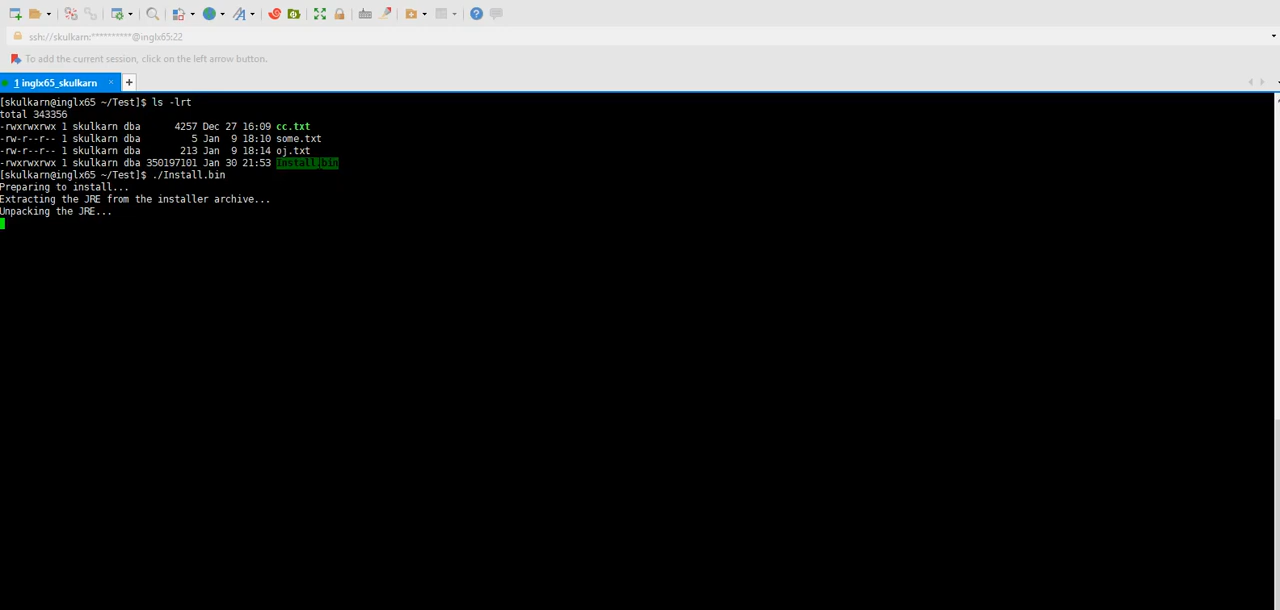 ssh://skulkarn:**********@inglx65:22
To add the current session, click on the left arrow button.
1 inglx65_skulkarn × +
[skulkarn@inglx65 ~/Test]$ ls -lrt
total 343356
-rwxrwxrwx 1 skulkarn dba      4257 Dec 27 16:09 cc.txt
-rw-r--r-- 1 skulkarn dba         5 Jan  9 18:10 some.txt
-rw-r--r-- 1 skulkarn dba       213 Jan  9 18:14 oj.txt
-rwxrwxrwx 1 skulkarn dba 350197101 Jan 30 21:53 Install.bin
[skulkarn@inglx65 ~/Test]$ ./Install.bin
Preparing to install...
Extracting the JRE from the installer archive...
Unpacking the JRE...